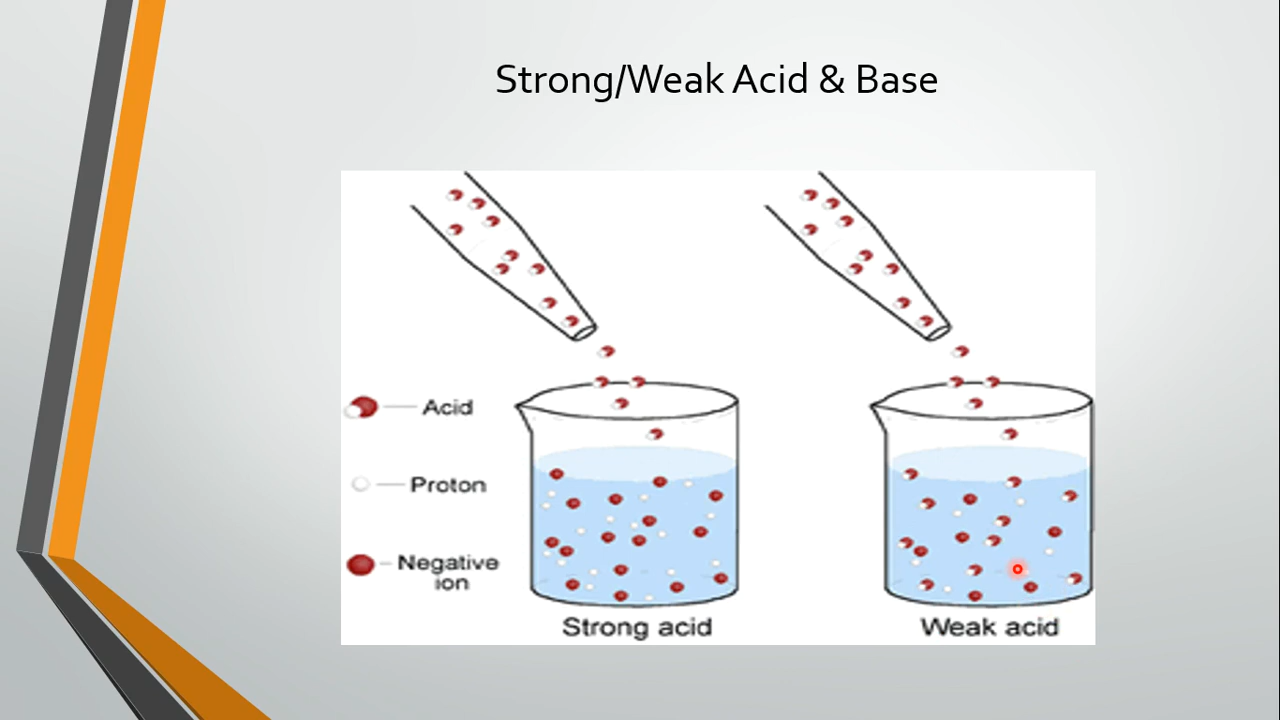 Strong/Weak Acid & Base
Acid
Proton
Negative
ion
Strong acid
Weak acid